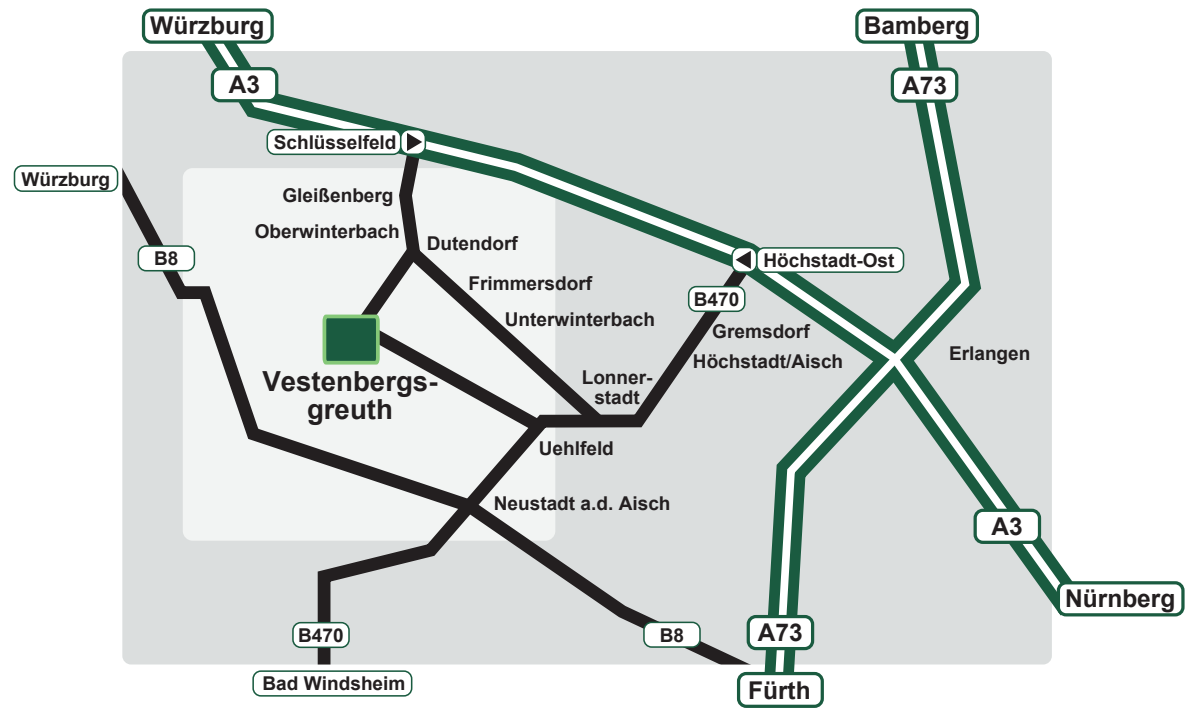 Würzburg
Bamberg
A3
A73
Schlüsselfeld
Würzburg
Gleißenberg
Oberwinterbach
Dutendorf
B8
Höchstadt-Ost
Frimmersdorf
B470
Unterwinterbach
Gremsdorf
Höchstadt/Aisch
Erlangen
Vestenbergs-
greuth
Lonner-
stadt
Uehlfeld
Neustadt a.d. Aisch
A3
Nürnberg
B470
B8
A73
Bad Windsheim
Fürth